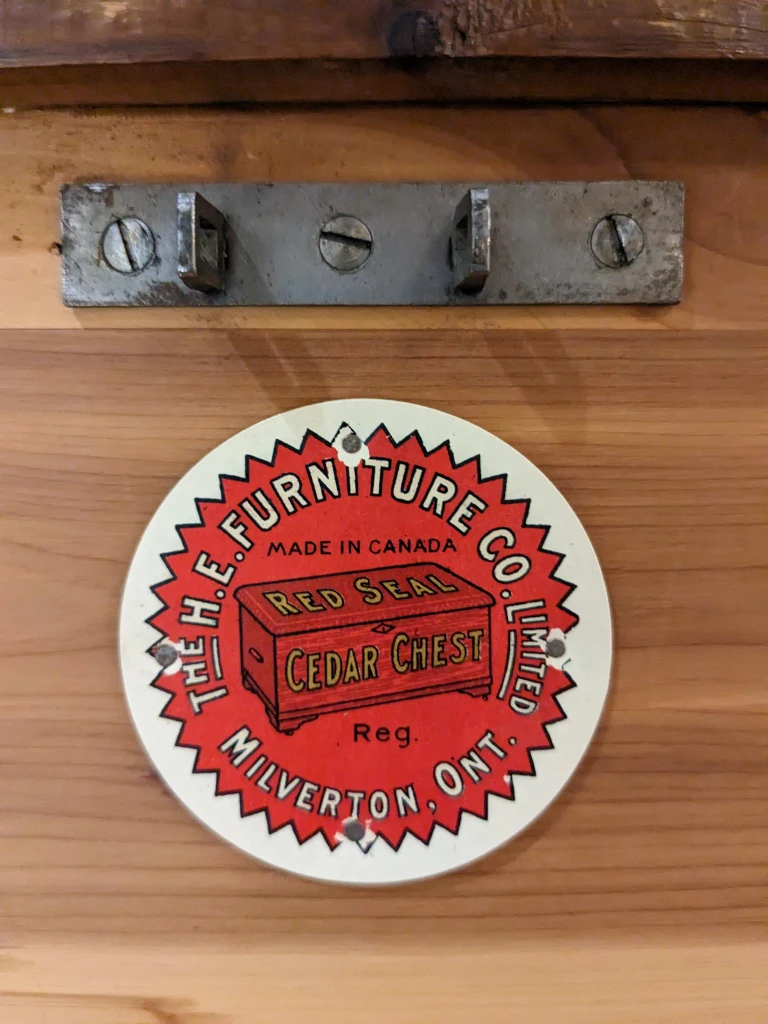 THE H.E. FURNITURE CO. LIMITED
MADE IN CANADA
RED SEAL
CEDAR CHEST
Reg.
MILVERTON, ONT.